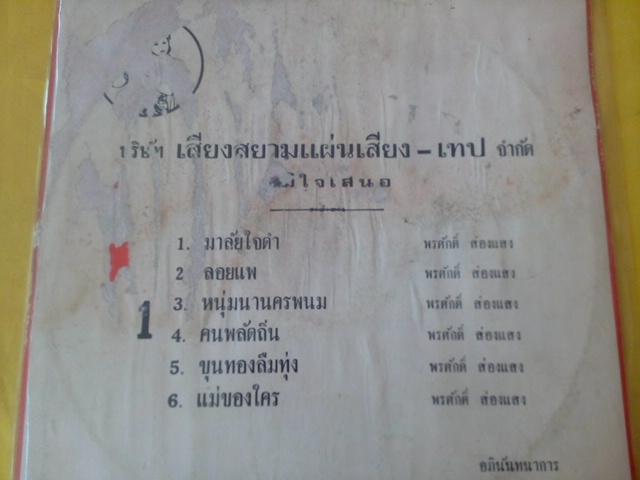 บริษัท เสียงสยามแผ่นเสียง – เทป จำกัด
ภูมิใจเสนอ
1. มาลัยใจดำ พรศักดิ์ ส่องแสง
2 ลอยแพ พรศักดิ์ ส่องแสง
3. หนุ่มนานครพนม พรศักดิ์ ส่องแสง
1
4. คนพลัดถิ่น พรศักดิ์ ส่องแสง
5. ขุนทองลืมทุ่ง พรศักดิ์ ส่องแสง
6. แม่ของใคร พรศักดิ์ ส่องแสง
อภินันทนาการ